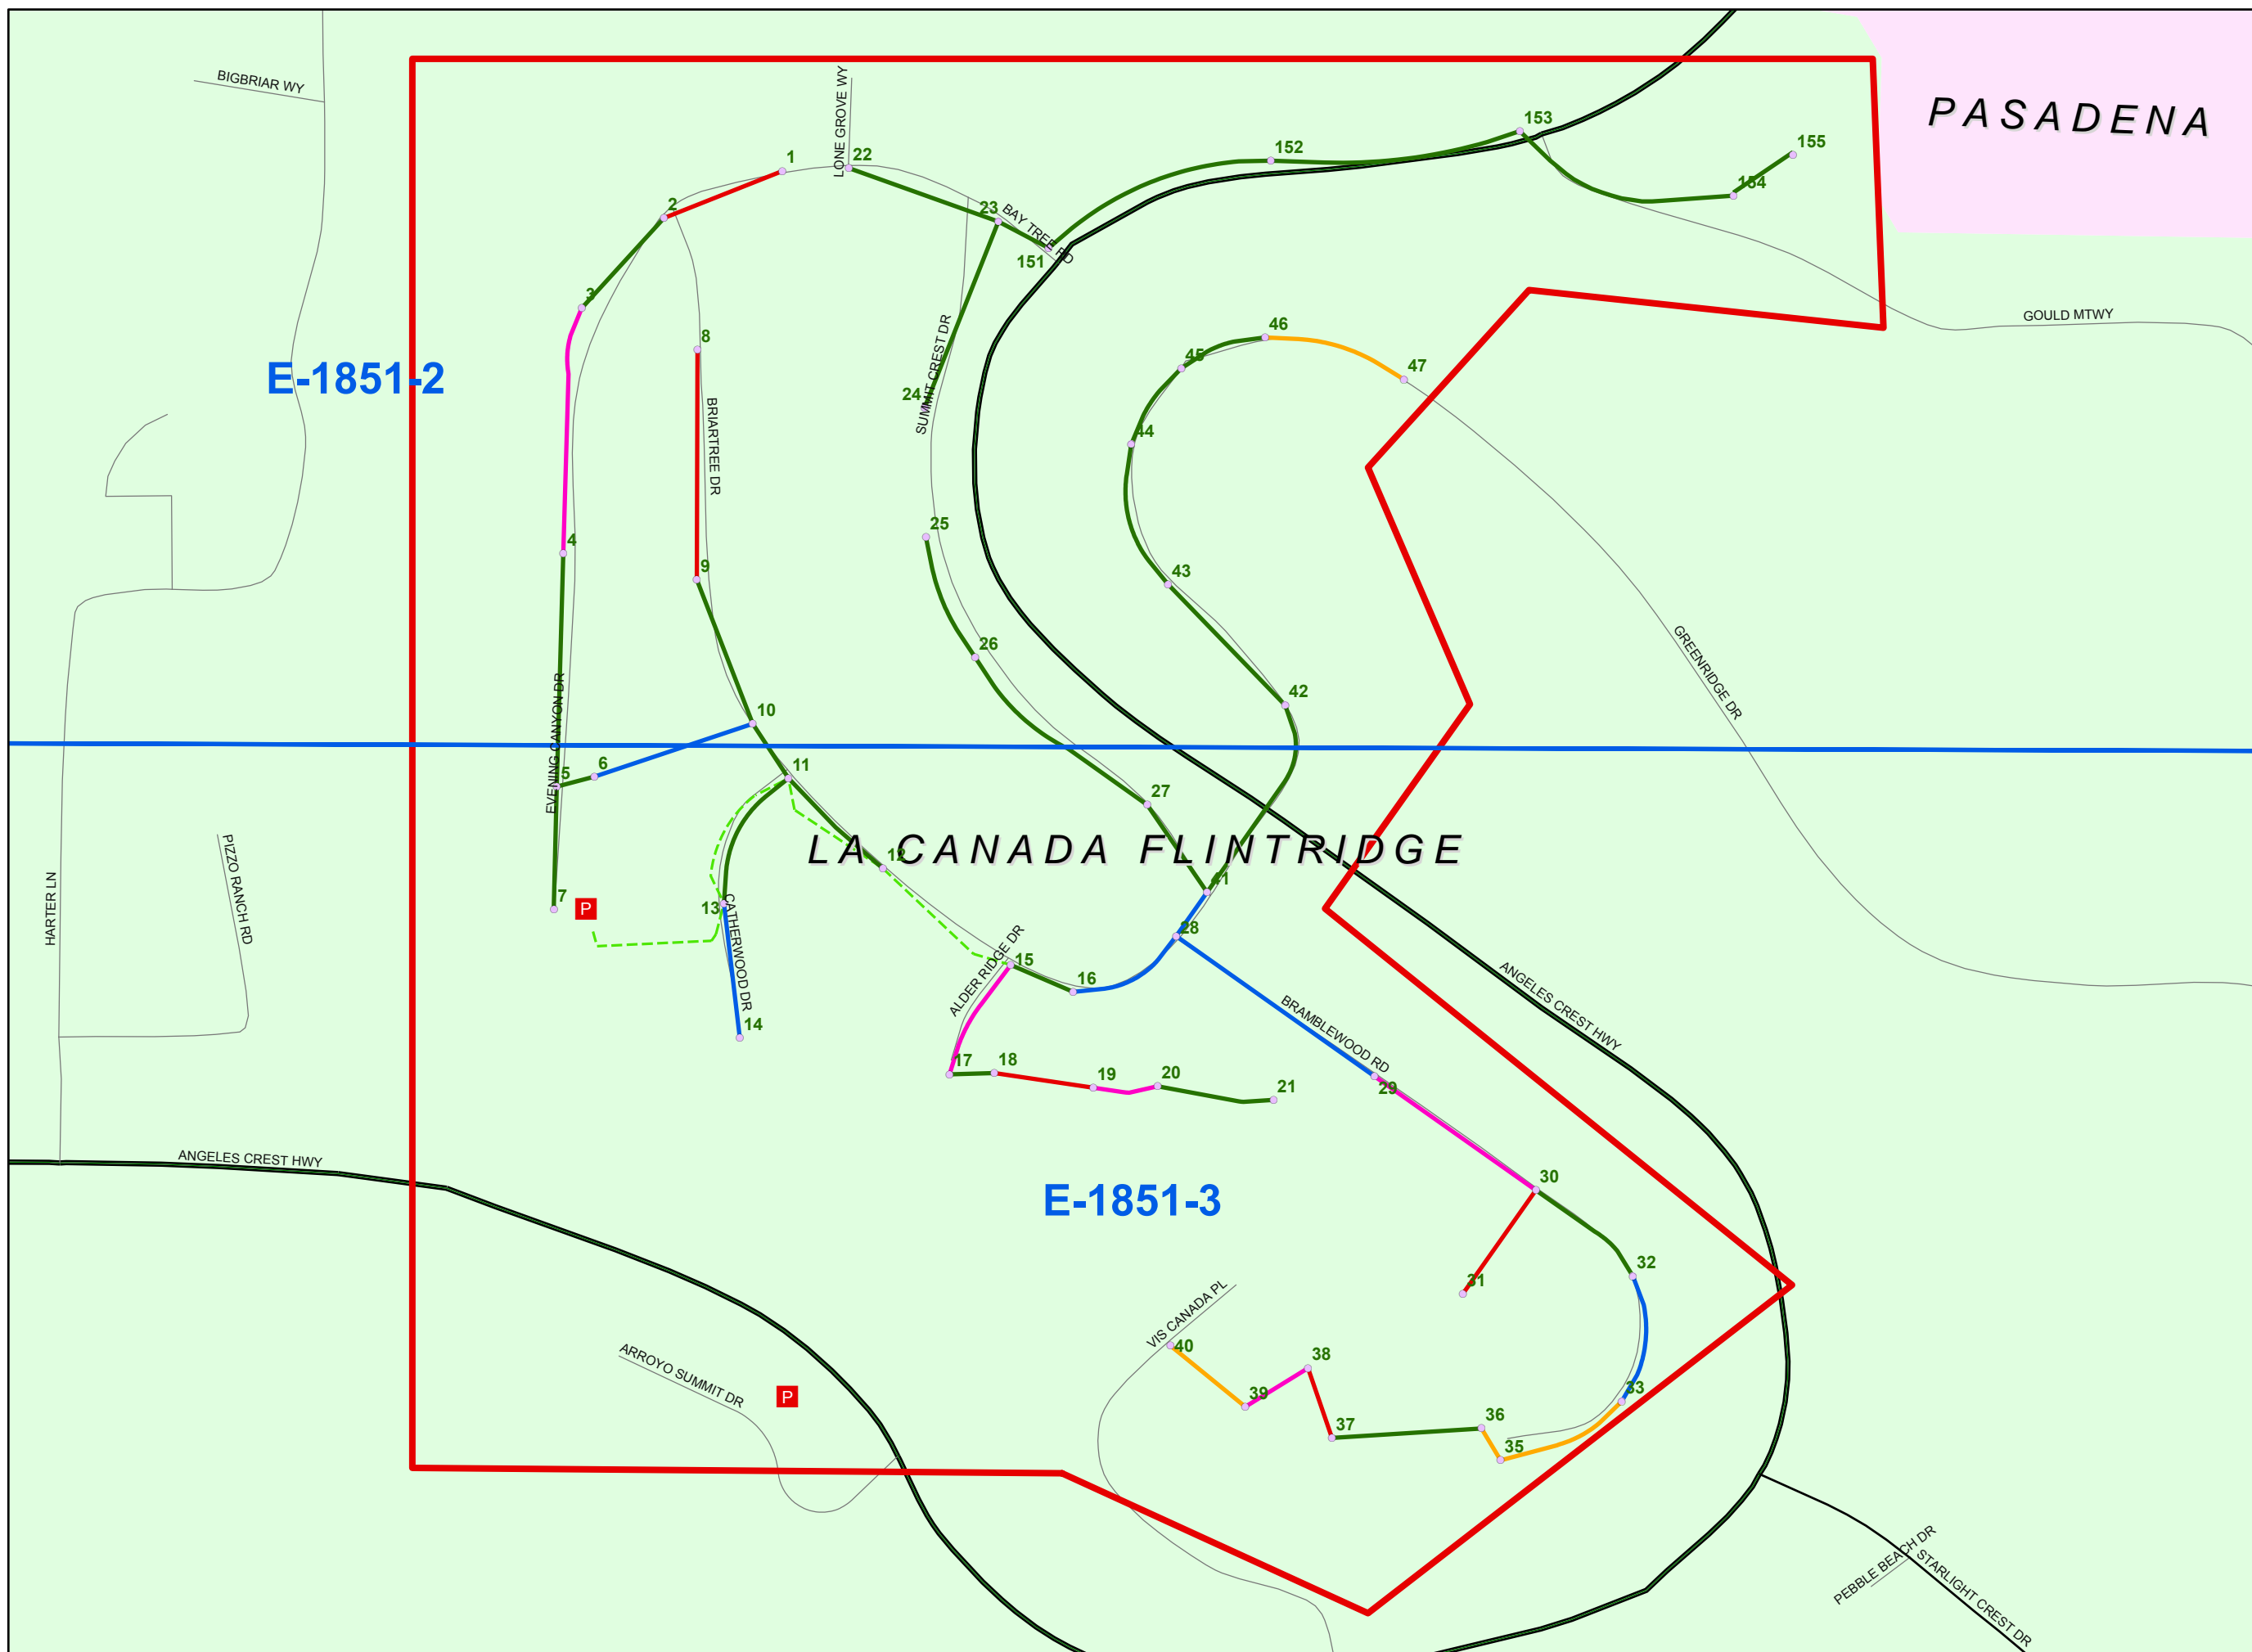 BIGBRIAR WY
LONE GROVE WY
PASADENA
153
155
1
22
152
154
2
23
BAY TREE RD
151
3
GOULD MTWY
8
46
45
47
E-1851-2
SUMMIT CREST DR
24
BRIARTREE DR
44
25
4
9
43
26
GREENRIDGE DR
42
10
EVENING CANYON DR
5
6
11
27
PIZZO RANCH RD
LA CANADA FLINTRIDGE
12
41
HARTER LN
7
P
13
CATHERWOOD DR
28
ALDER RIDGE DR
15
16
ANGELES CREST HWY
14
BRAMBLEWOOD RD
17
18
19
20
21
29
ANGELES CREST HWY
E-1851-3
30
32
31
VIS CANADA PL
40
38
ARROYO SUMMIT DR
P
39
33
37
36
35
PEBBLE BEACH DR
STARLIGHT CREST DR